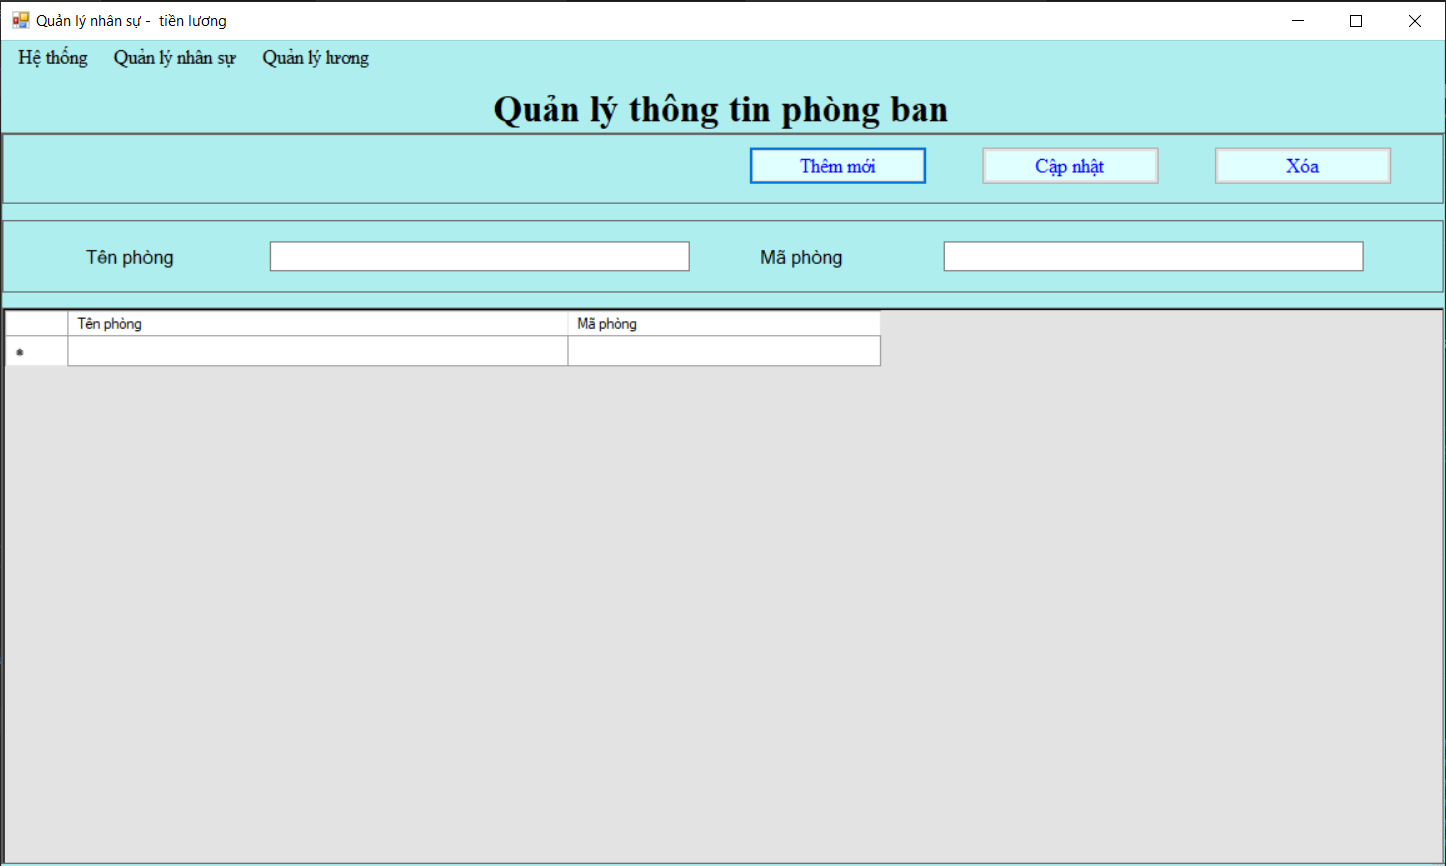 Quản lý nhân sự -  tiền lương
Hệ thống Quản lý nhân sự Quản lý lương
Quản lý thông tin phòng ban
Thêm mới Cập nhật Xóa
Tên phòng Mã phòng
Tên phòng Mã phòng